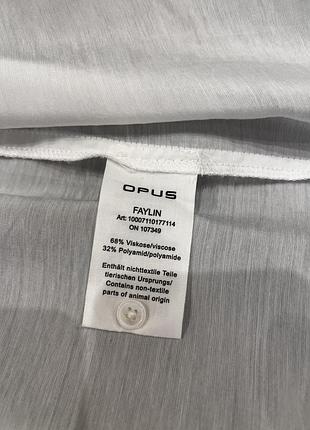 OPUS
FAYLIN
Art: 10007110177114
ON 107349
68% Viskose/viscose
32% Polyamid/polyamide
Enthält nichttextile Teile
tierischen Ursprungs/
Contains non-textile
parts of animal origin